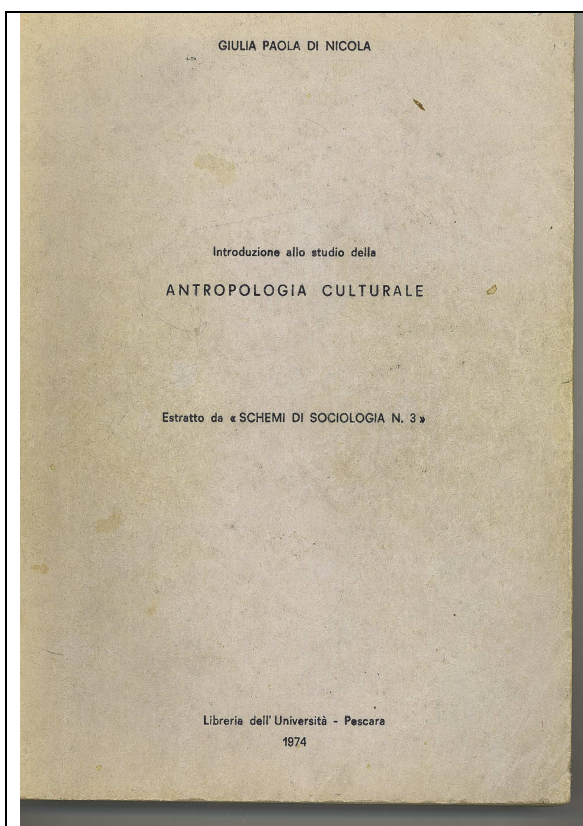 GIULIA PAOLA DI NICOLA
Introduzione allo studio della
ANTROPOLOGIA CULTURALE
Estratto da « SCHEMI DI SOCIOLOGIA N. 3 »
Libreria dell'Università - Pescara
1974